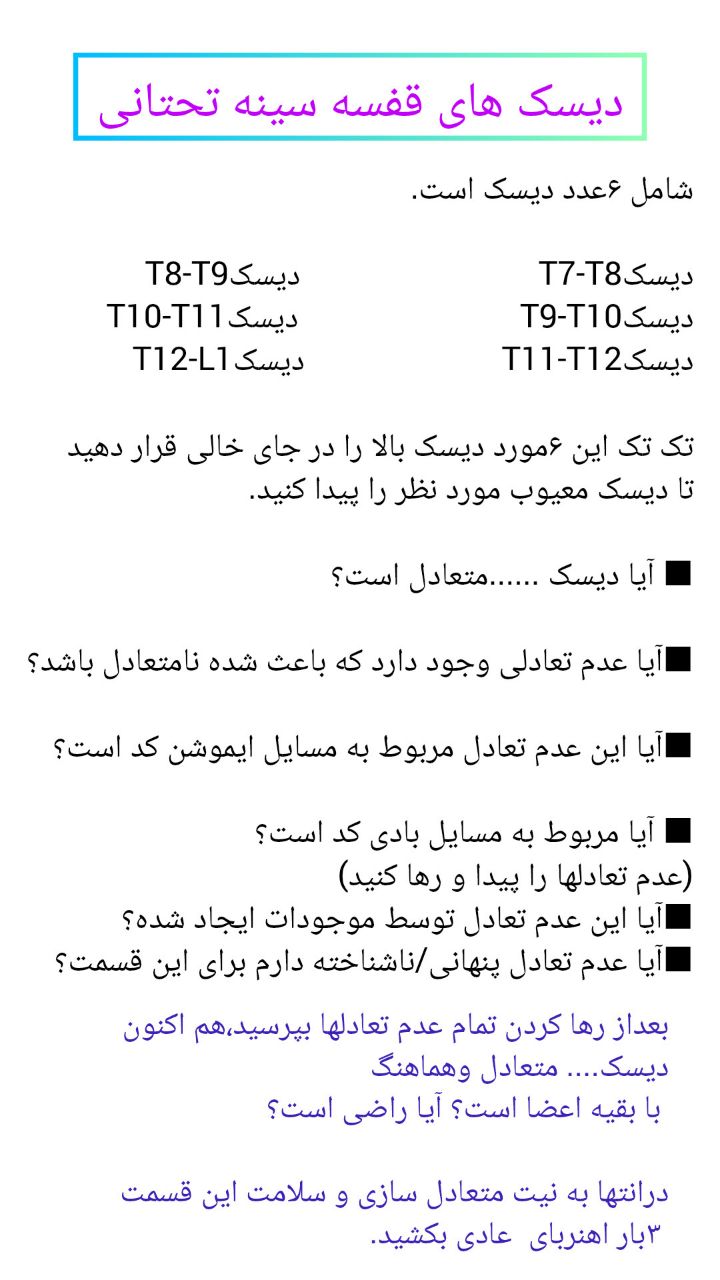 دیسک های قفسه سینه تحتانی
شامل ۶عدد دیسک است.
دیسکT7-T8 دیسکT8-T9
دیسکT9-T10 دیسکT10-T11
دیسکT11-T12 دیسکT12-L1
تک تک این ۶مورد دیسک بالا را در جای خالی قرار دهید
تا دیسک معیوب مورد نظر را پیدا کنید.
■ آیا دیسک ......متعادل است؟
■آیا عدم تعادلی وجود دارد که باعث شده نامتعادل باشد؟
■آیا این عدم تعادل مربوط به مسایل ایموشن کد است؟
■ آیا مربوط به مسایل بادی کد است؟
(عدم تعادلها را پیدا و رها کنید)
■آیا این عدم تعادل توسط موجودات ایجاد شده؟
■آیا عدم تعادل پنهانی/ناشناخته دارم برای این قسمت؟
بعداز رها کردن تمام عدم تعادلها بپرسید،هم اکنون
دیسک.... متعادل وهماهنگ
با بقیه اعضا است؟ آیا راضی است؟
درانتها به نیت متعادل سازی و سلامت این قسمت
۳بار اهنربای  عادی بکشید.